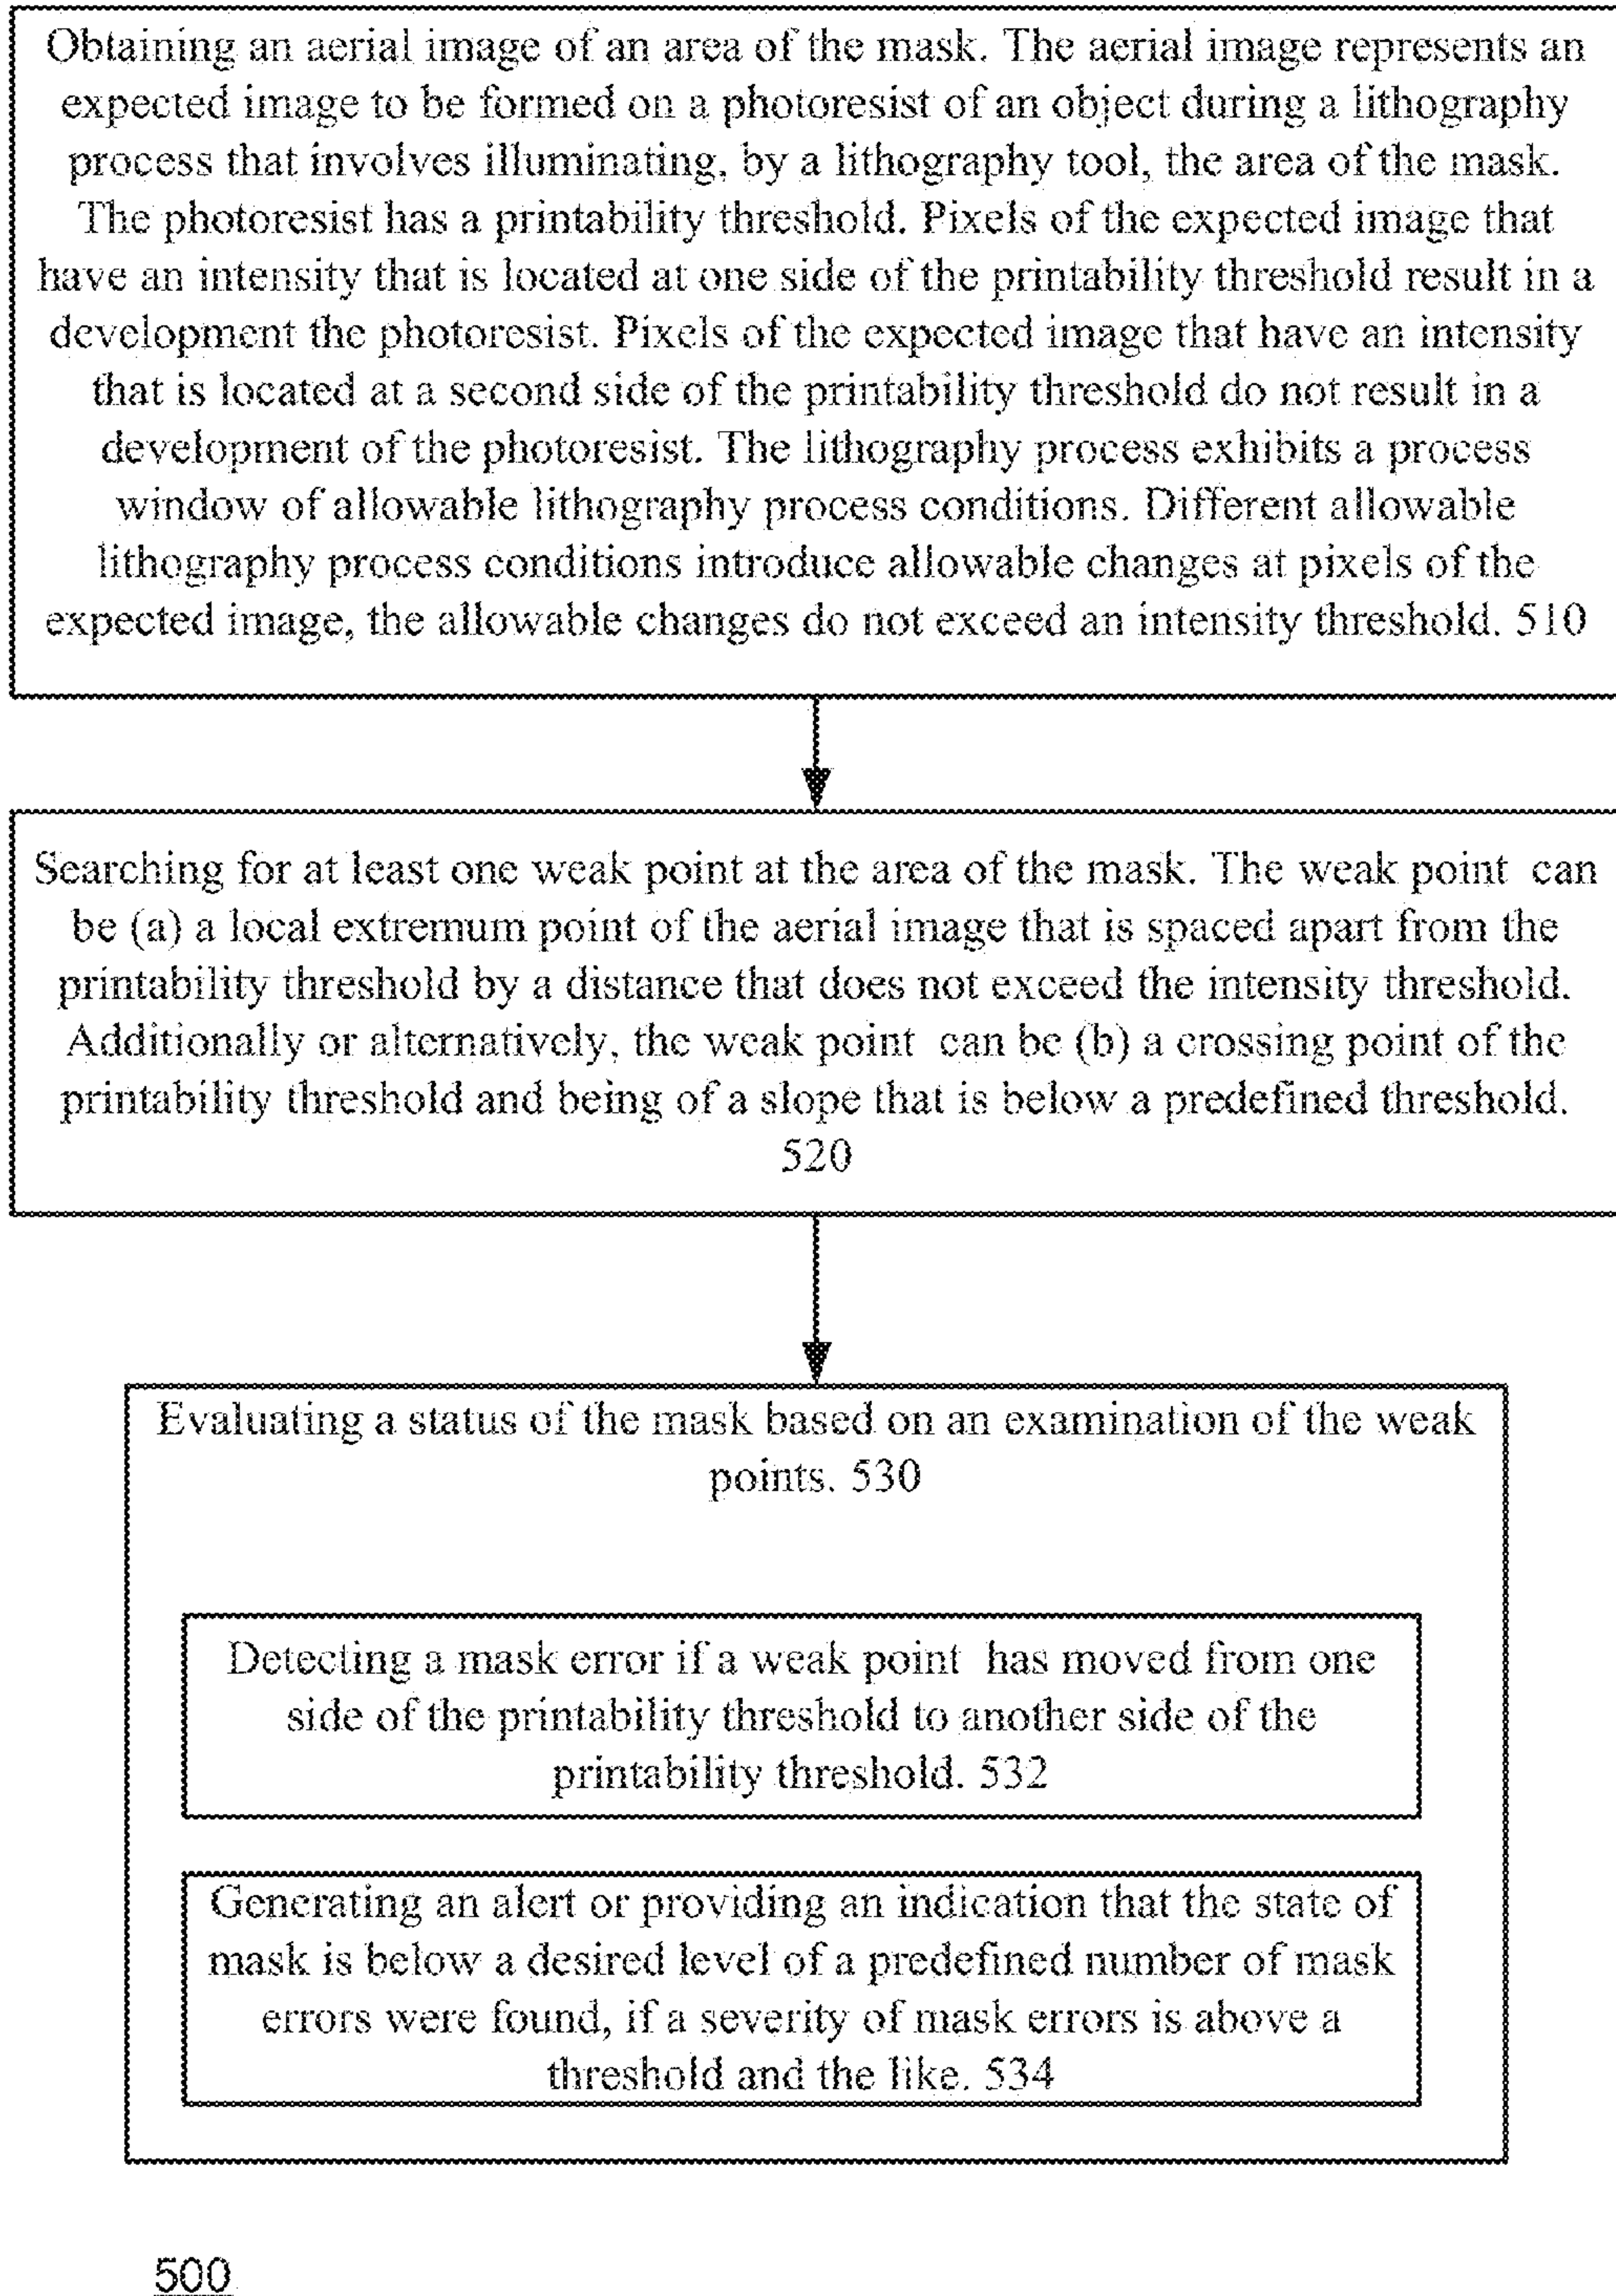 Obtaining an aerial image of an area of the mask. The aerial image represents an
expected image to be formed on a photoresist of an object during a lithography
process that involves illuminating, by a lithography tool, the area of the mask.
The photoresist has a printability threshold. Pixels of the expected image that
have an intensity that is located at one side of the printability threshold result in a
development the photoresist. Pixels of the expected image that have an intensity
that is located at a second side of the printability threshold do not result in a
development of the photoresist. The lithography process exhibits a process
window of allowable lithography process conditions. Different allowable
lithography process conditions introduce allowable changes at pixels of the
expected image, the allowable changes do not exceed an intensity threshold. 510
Searching for at least one weak point at the area of the mask. The weak point can
be (a) a local extremum point of the aerial image that is spaced apart from the
printability threshold by a distance that does not exceed the intensity threshold.
Additionally or alternatively, the weak point can be (b) a crossing point of the
printability threshold and being of a slope that is below a predefined threshold.
520
Evaluating a status of the mask based on an examination of the weak
points. 530
Detecting a mask error if a weak point has moved from one
side of the printability threshold to another side of the
printability threshold. 532
Generating an alert or providing an indication that the state of
mask is below a desired level of a predefined number of mask
errors were found, if a severity of mask errors is above a
threshold and the like. 534
500